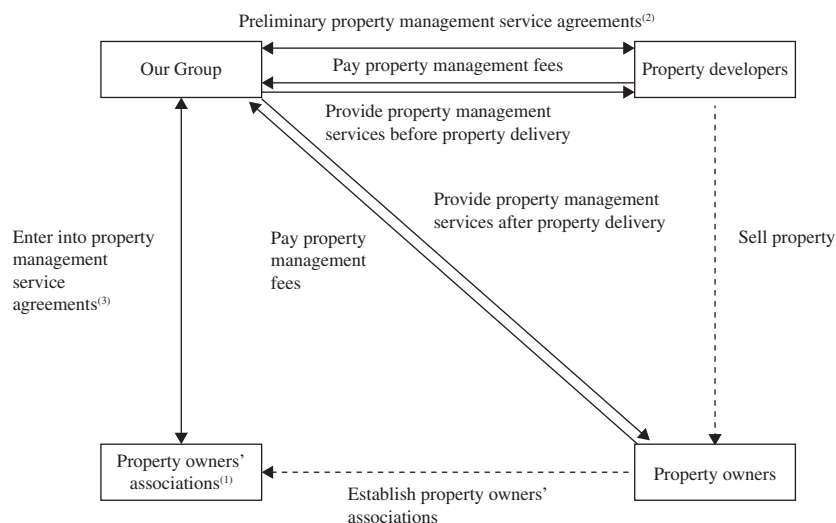 Preliminary property management service agreements(2)
Our Group
Pay property management fees
Property developers
Provide property management
services before property delivery
Provide property management
services after property delivery
Sell property
Enter into property
management
service
agreements(3)
Pay property
management
fees
Property owners'
associations(1)
Property owners
Establish property owners'
associations